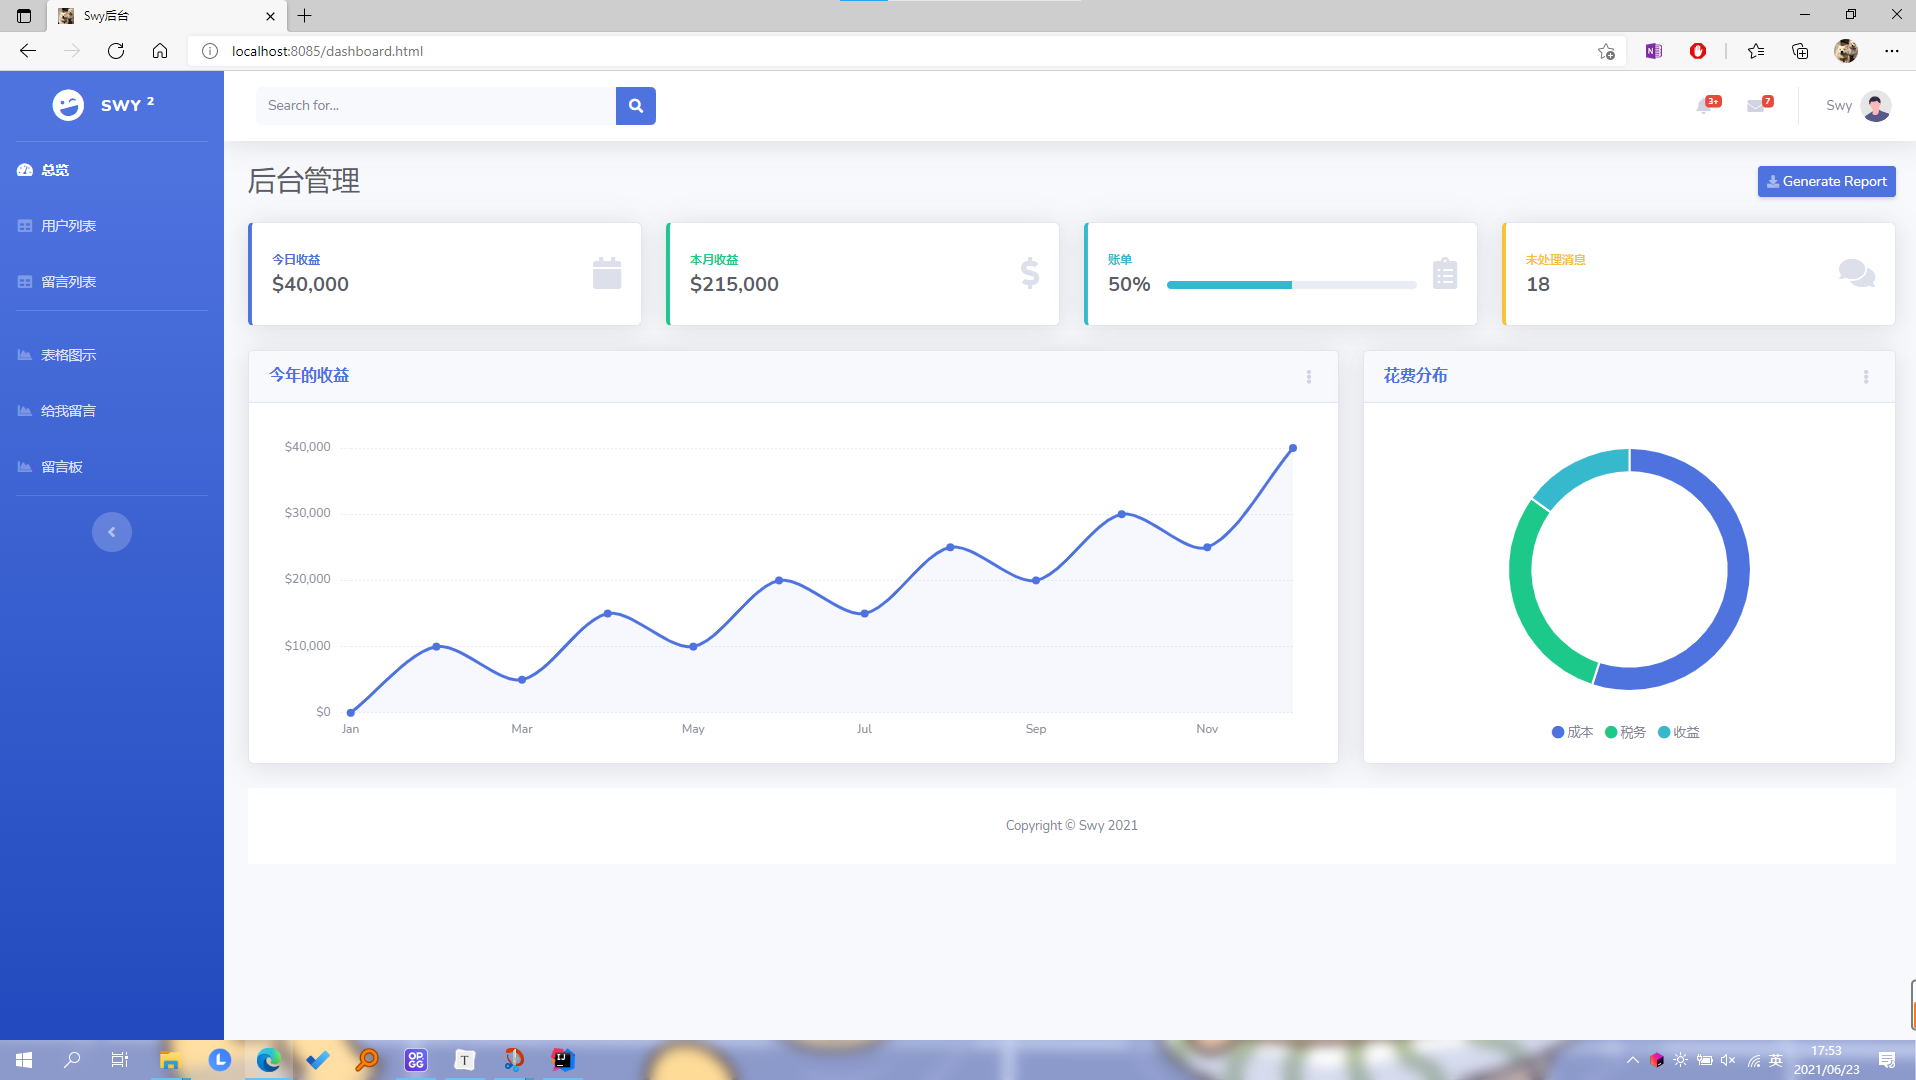 Swy后台
localhost:8085/dashboard.html
SWY 2
Search for...
3+
7
Swy
总览
用户列表
留言列表
表格图示
给我留言
留言板
后台管理
Generate Report
今日收益
$40,000
本月收益
$215,000
账单
50%
未处理消息
18
今年的收益
$40,000
$30,000
$20,000
$10,000
$0
Jan Mar May Jul Sep Nov
花费分布
成本 税务 收益
Copyright © Swy 2021
OP.GG
T
IJ
英
17:53
2021/06/23